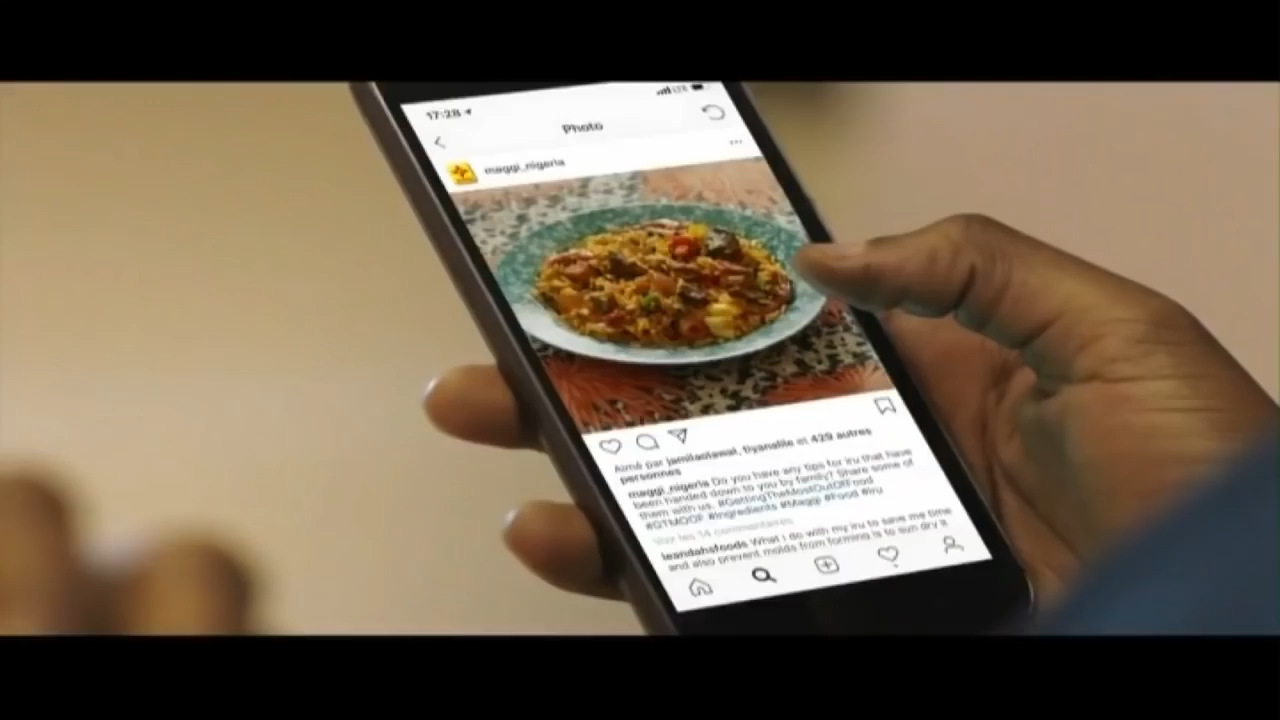 17:28
LTE
Photo
maggi_nigeria
Aimé par jamilaolawal, tiyanalile et 429 autres
personnes
maggi_nigeria Do you have any tips for iru that have
been handed down to you by family? Share some of
them with us. #GettingTheMostOutOfFood
#GTMOOF #Ingredients #Maggi #Food #Iru
Voir les 14 commentaires
leandahsfoods What i do with my iru to save me time
and also prevent molds from forming is to sun dry it